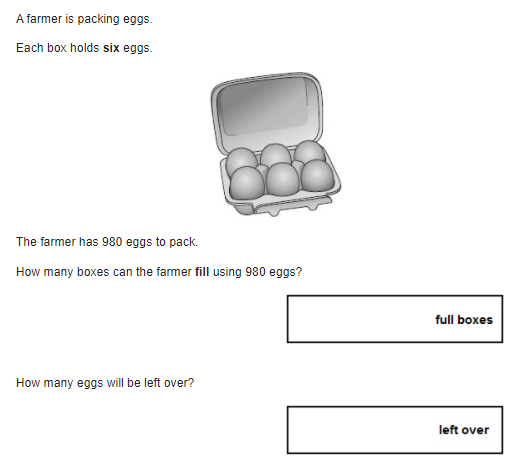 A farmer is packing eggs.
Each box holds six eggs.
The farmer has 980 eggs to pack.
How many boxes can the farmer fill using 980 eggs?
full boxes
How many eggs will be left over?
left over